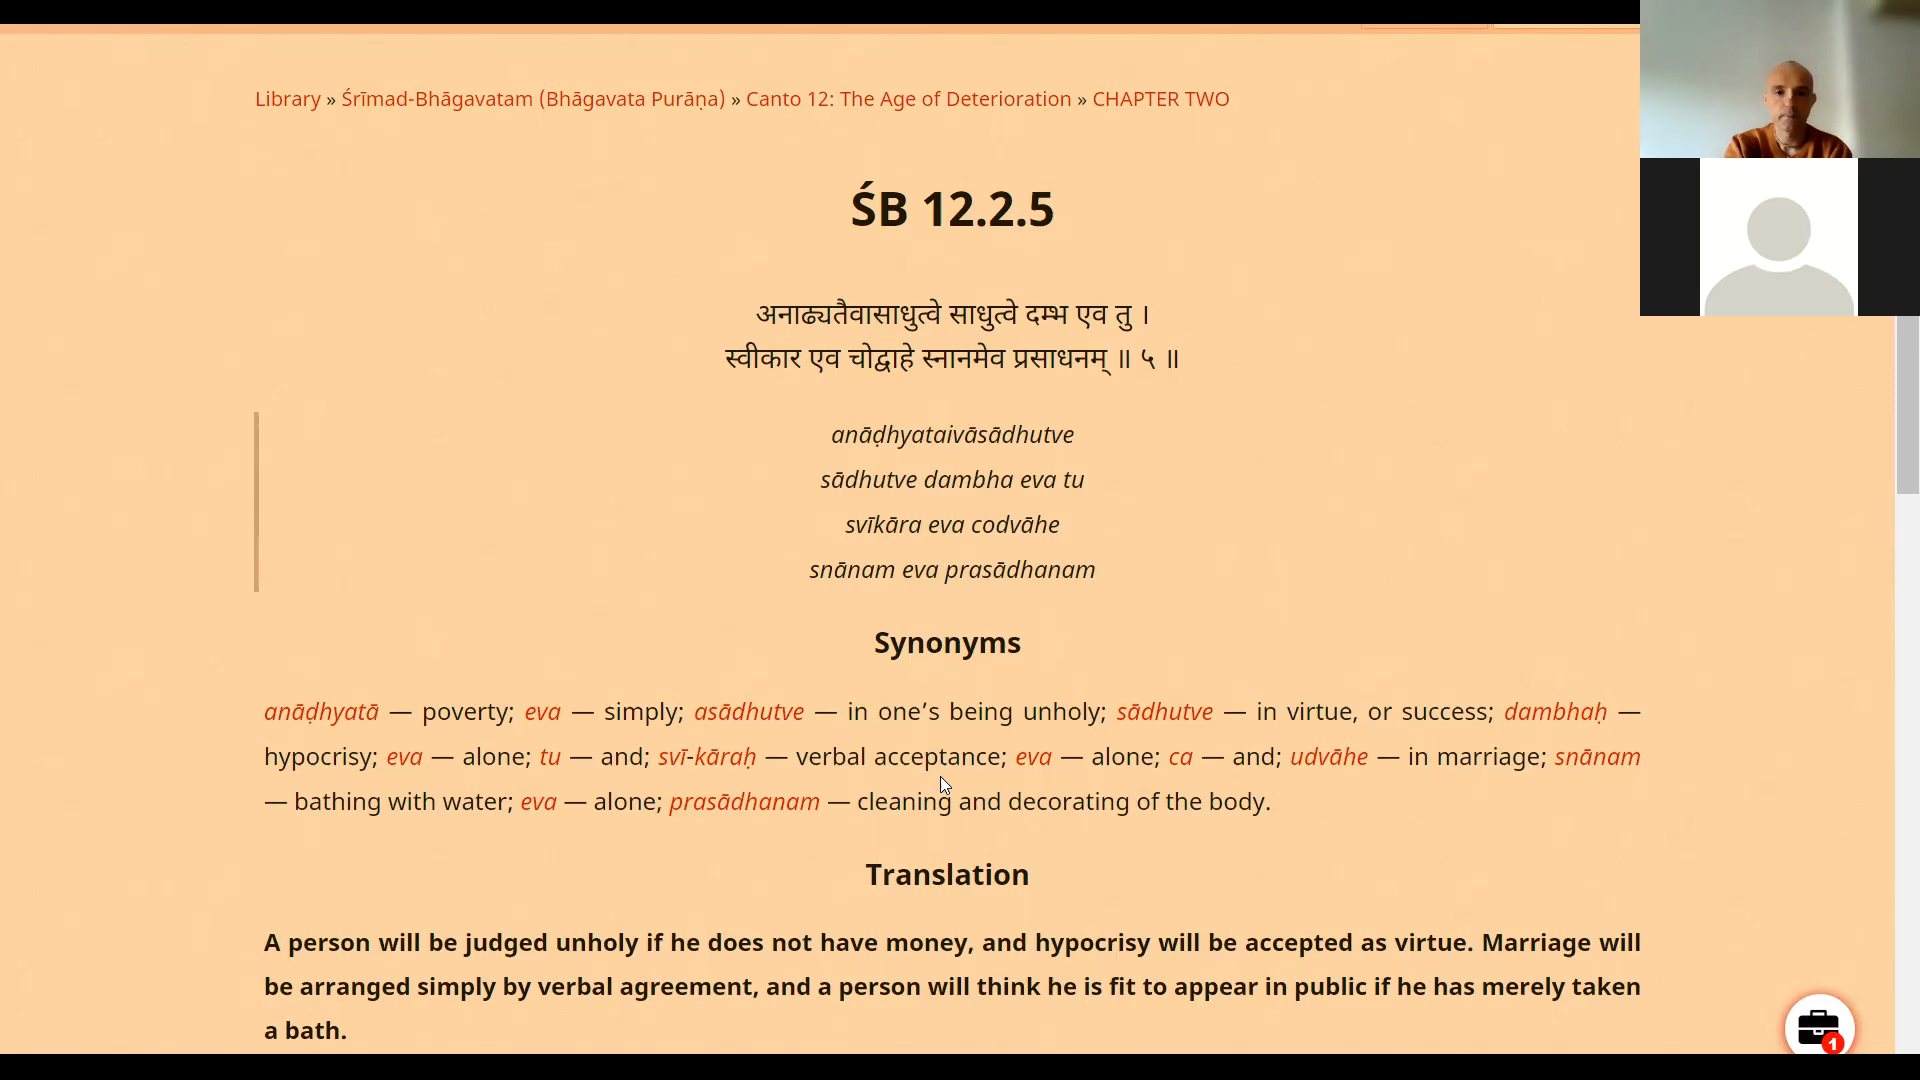 Library » Śrīmad-Bhāgavatam (Bhāgavata Purāṇa) » Canto 12: The Age of Deterioration » CHAPTER TWO
ŚB 12.2.5
अनाढ्यतैवासाधुत्वे साधुत्वे दम्भ एव तु ।
स्वीकार एव चोद्वाहे स्नानमेव प्रसाधनम् ॥ ५ ॥
anāḍhyataivāsādhutve
sādhutve dambha eva tu
svīkāra eva codvāhe
snānam eva prasādhanam
Synonyms
anāḍhyatā — poverty; eva — simply; asādhutve — in one’s being unholy; sādhutve — in virtue, or success; dambhaḥ —
hypocrisy; eva — alone; tu — and; svī-kāraḥ — verbal acceptance; eva — alone; ca — and; udvāhe — in marriage; snānam
— bathing with water; eva — alone; prasādhanam — cleaning and decorating of the body.
Translation
A person will be judged unholy if he does not have money, and hypocrisy will be accepted as virtue. Marriage will
be arranged simply by verbal agreement, and a person will think he is fit to appear in public if he has merely taken
a bath.
1